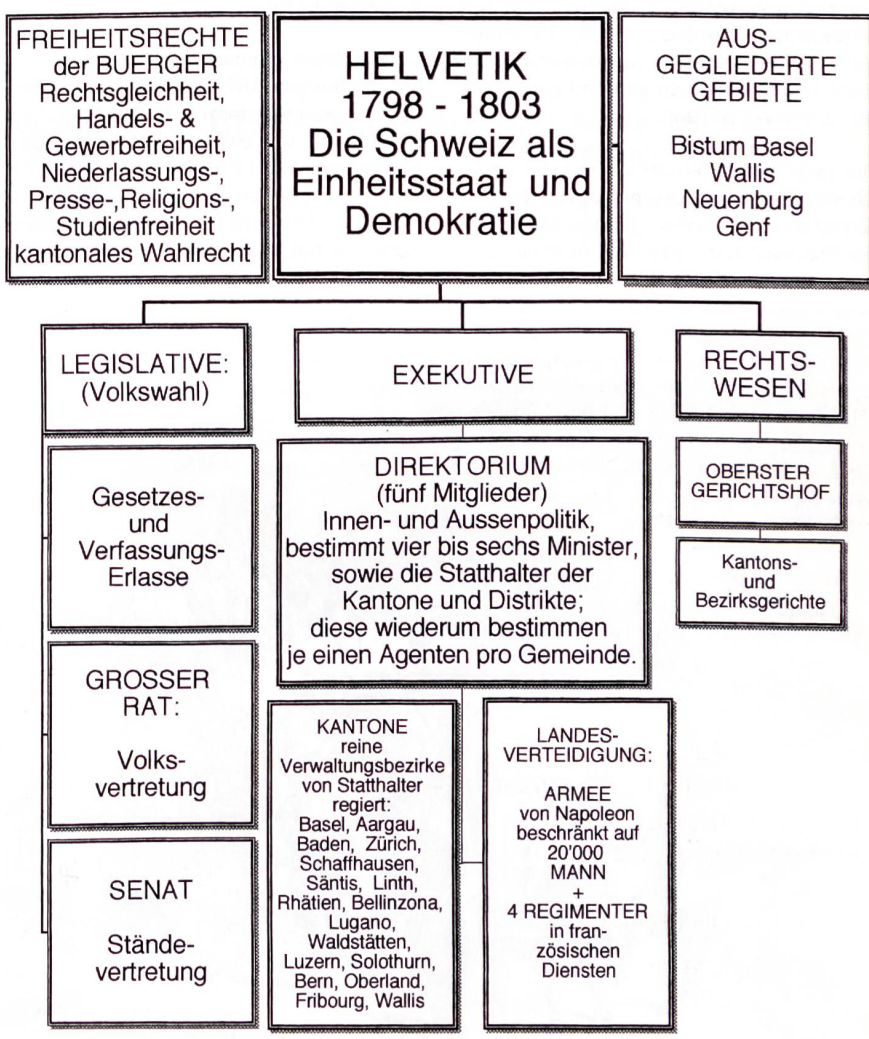 FREIHEITSRECHTE
der BUERGER
Rechtsgleichheit,
Handels- &
Gewerbefreiheit,
Niederlassungs-,
Presse-,Religions-,
Studienfreiheit
kantonales Wahlrecht
HELVETIK
1798 - 1803
Die Schweiz als
Einheitsstaat und
Demokratie
AUS-
GEGLIEDERTE
GEBIETE
Bistum Basel
Wallis
Neuenburg
Genf
LEGISLATIVE:
(Volkswahl)
Gesetzes-
und
Verfassungs-
Erlasse
GROSSER
RAT:
Volks-
vertretung
SENAT
Stände-
vertretung
EXEKUTIVE
DIREKTORIUM
(fünf Mitglieder)
Innen- und Aussenpolitik,
bestimmt vier bis sechs Minister,
sowie die Statthalter der
Kantone und Distrikte;
diese wiederum bestimmen
je einen Agenten pro Gemeinde.
KANTONE
reine
Verwaltungsbezirke
von Statthalter
regiert:
Basel, Aargau,
Baden, Zürich,
Schaffhausen,
Säntis, Linth,
Rhätien, Bellinzona,
Lugano,
Waldstätten,
Luzern, Solothurn,
Bern, Oberland,
Fribourg, Wallis
LANDES-
VERTEIDIGUNG:
ARMEE
von Napoleon
beschränkt auf
20'000
MANN
+
4 REGIMENTER
in fran-
zösischen
Diensten
RECHTS-
WESEN
OBERSTER
GERICHTSHOF
Kantons-
und
Bezirksgerichte